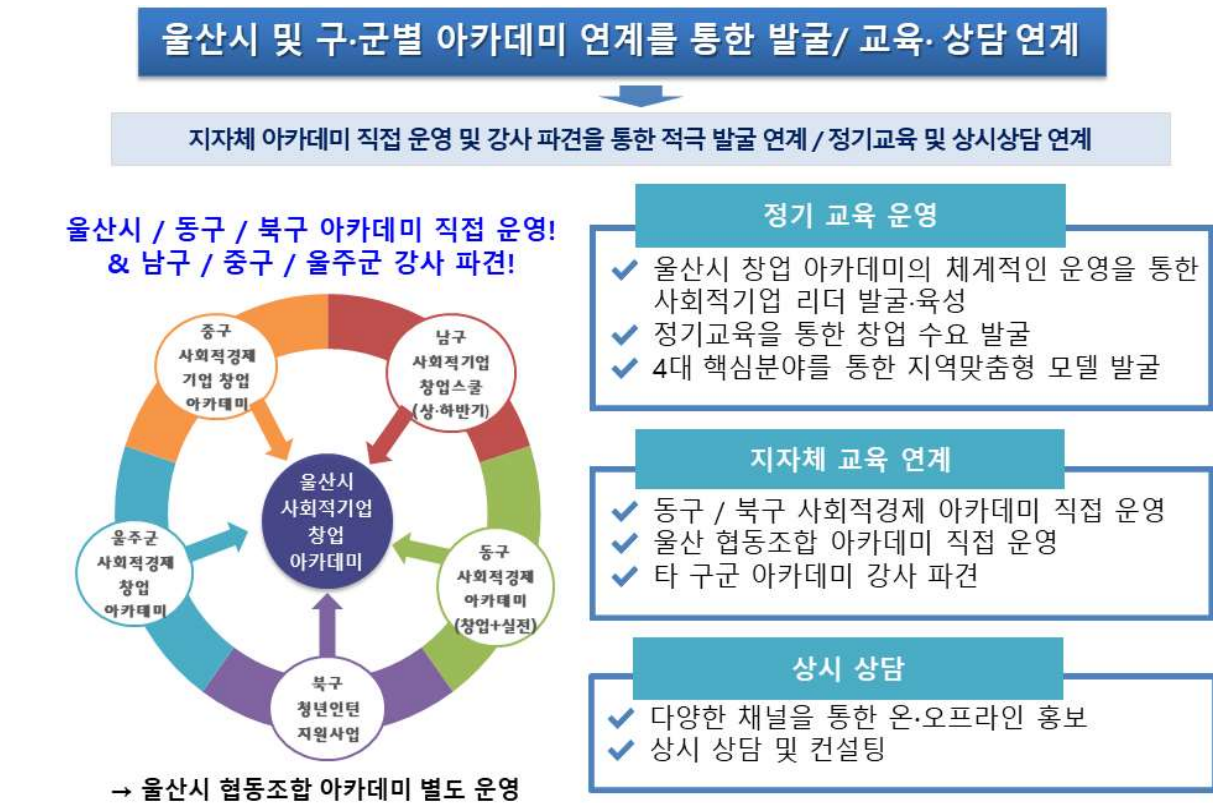 울산시 및 구·군별 아카데미 연계를 통한 발굴/ 교육· 상담 연계
지자체 아카데미 직접 운영 및 강사 파견을 통한 적극 발굴 연계 / 정기교육 및 상시상담 연계
울산시 / 동구 / 북구 아카데미 직접 운영!
& 남구 / 중구 / 울주군 강사 파견!
중구
사회적경제
기업 창업
아카데미
남구
사회적기업
창업스쿨
(상·하반기)
울산시
사회적기업
창업
아카데미
울주군
사회적경제
창업
아카데미
동구
사회적경제
아카데미
(창업+실전)
북구
청년인턴
지원사업
→ 울산시 협동조합 아카데미 별도 운영
정기 교육 운영
✔ 울산시 창업 아카데미의 체계적인 운영을 통한
사회적기업 리더 발굴·육성
✔ 정기교육을 통한 창업 수요 발굴
✔ 4대 핵심분야를 통한 지역맞춤형 모델 발굴
지자체 교육 연계
✔ 동구 / 북구 사회적경제 아카데미 직접 운영
✔ 울산 협동조합 아카데미 직접 운영
✔ 타 구군 아카데미 강사 파견
상시 상담
✔ 다양한 채널을 통한 온·오프라인 홍보
✔ 상시 상담 및 컨설팅